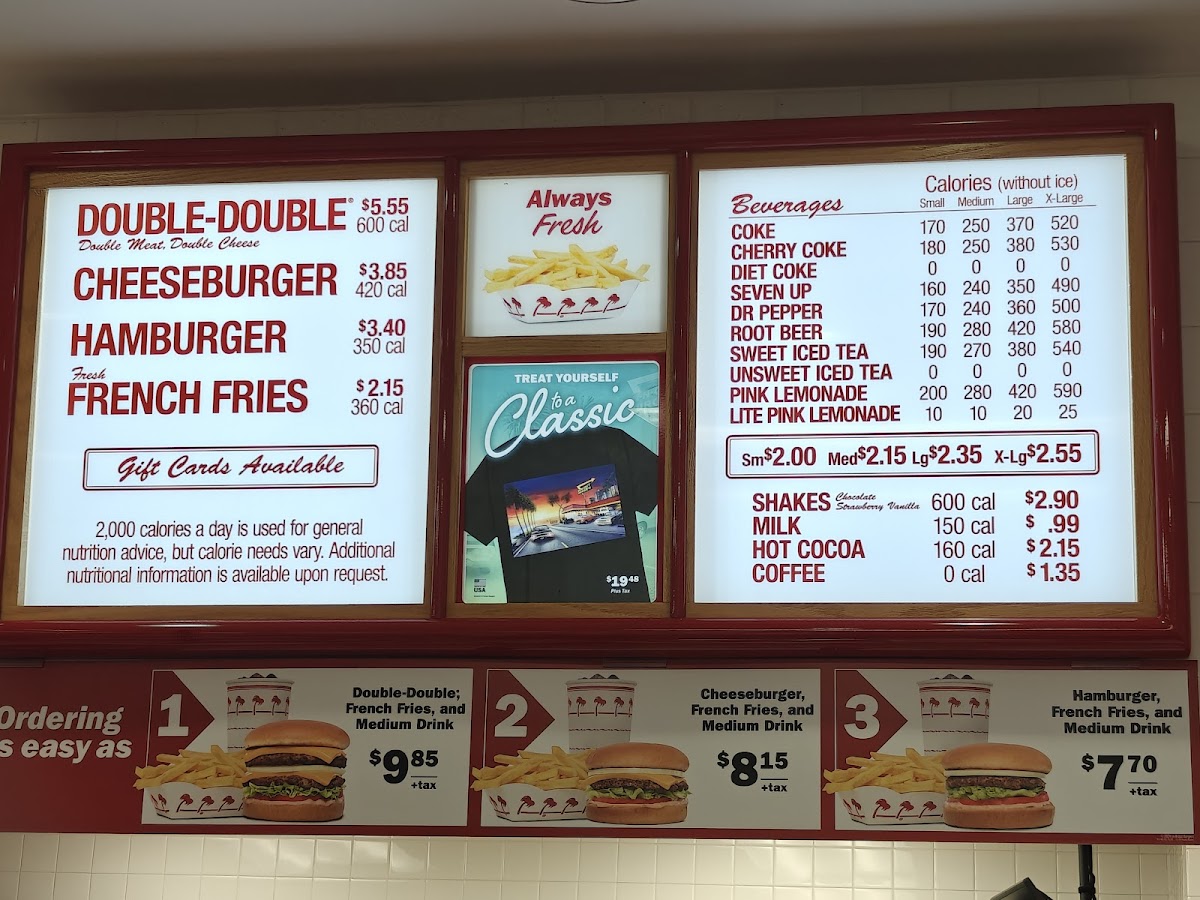 DOUBLE-DOUBLE® $5.55
Double Meat, Double Cheese 600 cal
CHEESEBURGER $3.85
420 cal
HAMBURGER $3.40
350 cal
Fresh
FRENCH FRIES $2.15
360 cal
Gift Cards Available
2,000 calories a day is used for general
nutrition advice, but calorie needs vary. Additional
nutritional information is available upon request.
Always
Fresh
TREAT YOURSELF
to a
Classic
$19.48
Plus Tax
USA
Calories (without ice)
Beverages Small Medium Large X-Large
COKE 170 250 370 520
CHERRY COKE 180 250 380 530
DIET COKE 0 0 0 0
SEVEN UP 160 240 350 490
DR PEPPER 170 240 360 500
ROOT BEER 190 280 420 580
SWEET ICED TEA 190 270 380 540
UNSWEET ICED TEA 0 0 0 0
PINK LEMONADE 200 280 420 590
LITE PINK LEMONADE 10 10 20 25
Sm$2.00 Med$2.15 Lg$2.35 X-Lg$2.55
SHAKES Chocolate Strawberry Vanilla 600 cal $2.90
MILK 150 cal $ .99
HOT COCOA 160 cal $2.15
COFFEE 0 cal $1.35
Ordering
s easy as
1
Double-Double;
French Fries, and
Medium Drink
$9.85
+tax
2
Cheeseburger,
French Fries, and
Medium Drink
$8.15
+tax
3
Hamburger,
French Fries, and
Medium Drink
$7.70
+tax